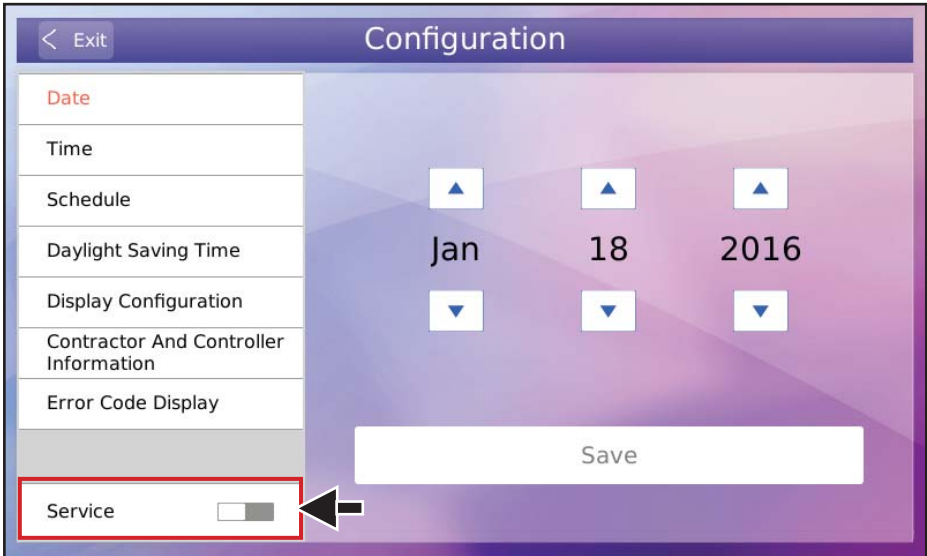 Exit
Configuration
Date
Time
Schedule
Daylight Saving Time
Display Configuration
Contractor And Controller
Information
Error Code Display
Service
Jan 18 2016
Save